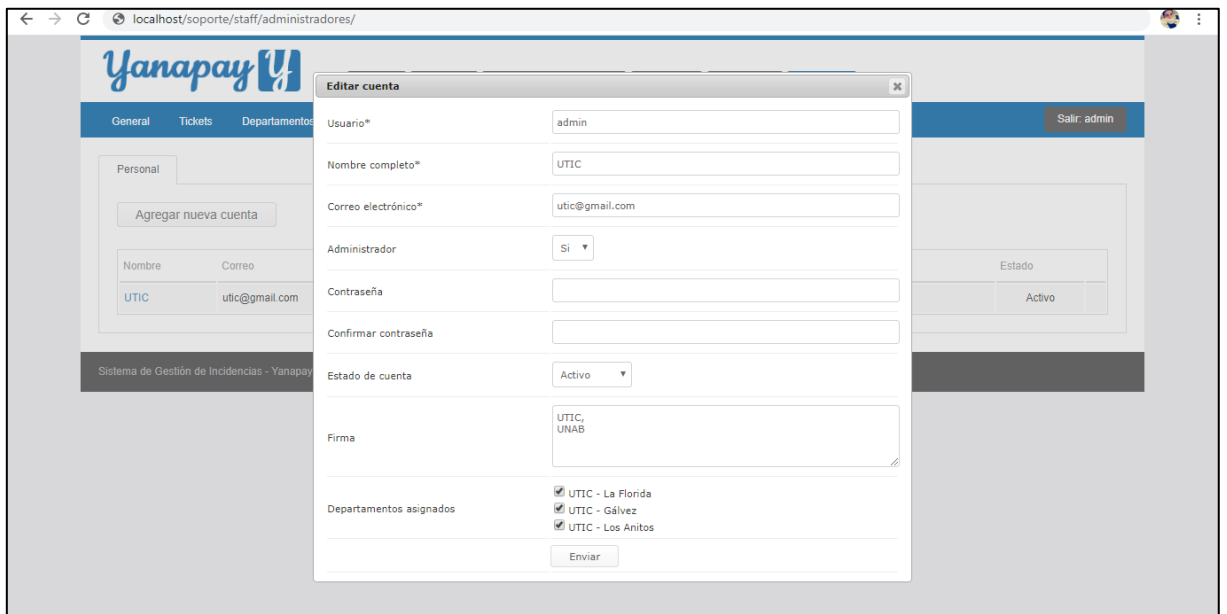 localhost/soporte/staff/administradores/
Yanapay Y
General Tickets Departamentos
Salir: admin
Personal
Agregar nueva cuenta
Nombre Correo Estado
UTIC utic@gmail.com Activo
Sistema de Gestión de Incidencias - Yanapay
Editar cuenta
Usuario* admin
Nombre completo* UTIC
Correo electrónico* utic@gmail.com
Administrador Si
Contraseña
Confirmar contraseña
Estado de cuenta Activo
Firma
UTIC,
UNAB
Departamentos asignados
UTIC - La Florida
UTIC - Gálvez
UTIC - Los Anitos
Enviar